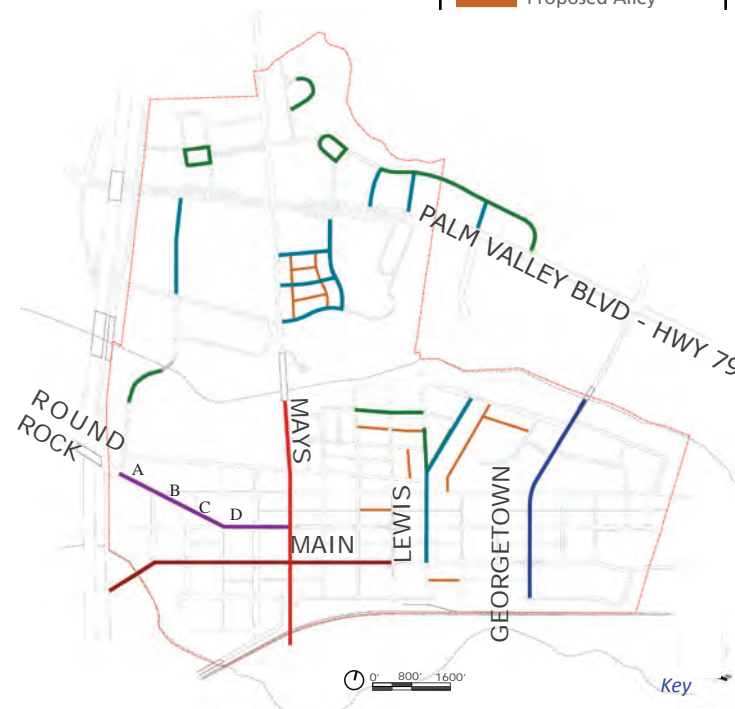 Proposed Alley
PALM VALLEY BLVD - HWY 79
ROUND
ROCK
MAYS
A
B
C
D
MAIN
LEWIS
GEORGETOWN
0' 800' 1600'
Key